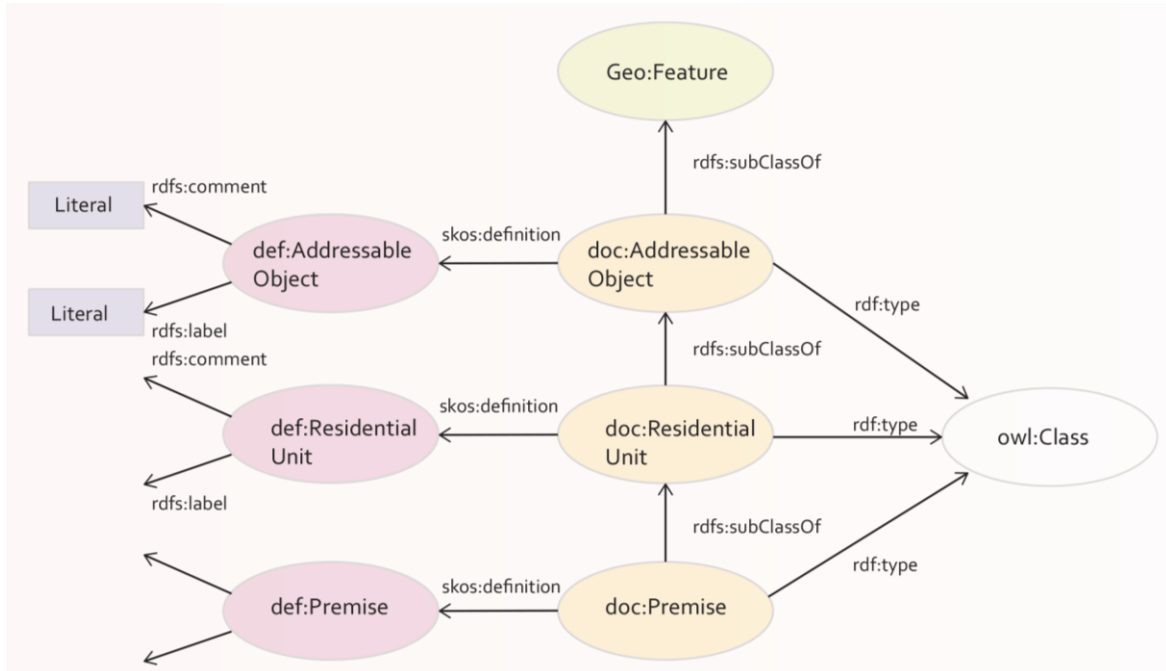 Geo:Feature
rdfs:subClassOf
rdfs:comment
Literal
skos:definition
def:Addressable
Object
doc:Addressable
Object
rdf:type
Literal
rdfs:label
rdfs:subClassOf
rdfs:comment
skos:definition
def:Residential
Unit
doc:Residential
Unit
rdf:type
owl:Class
rdfs:label
rdfs:subClassOf
rdf:type
skos:definition
def:Premise
doc:Premise